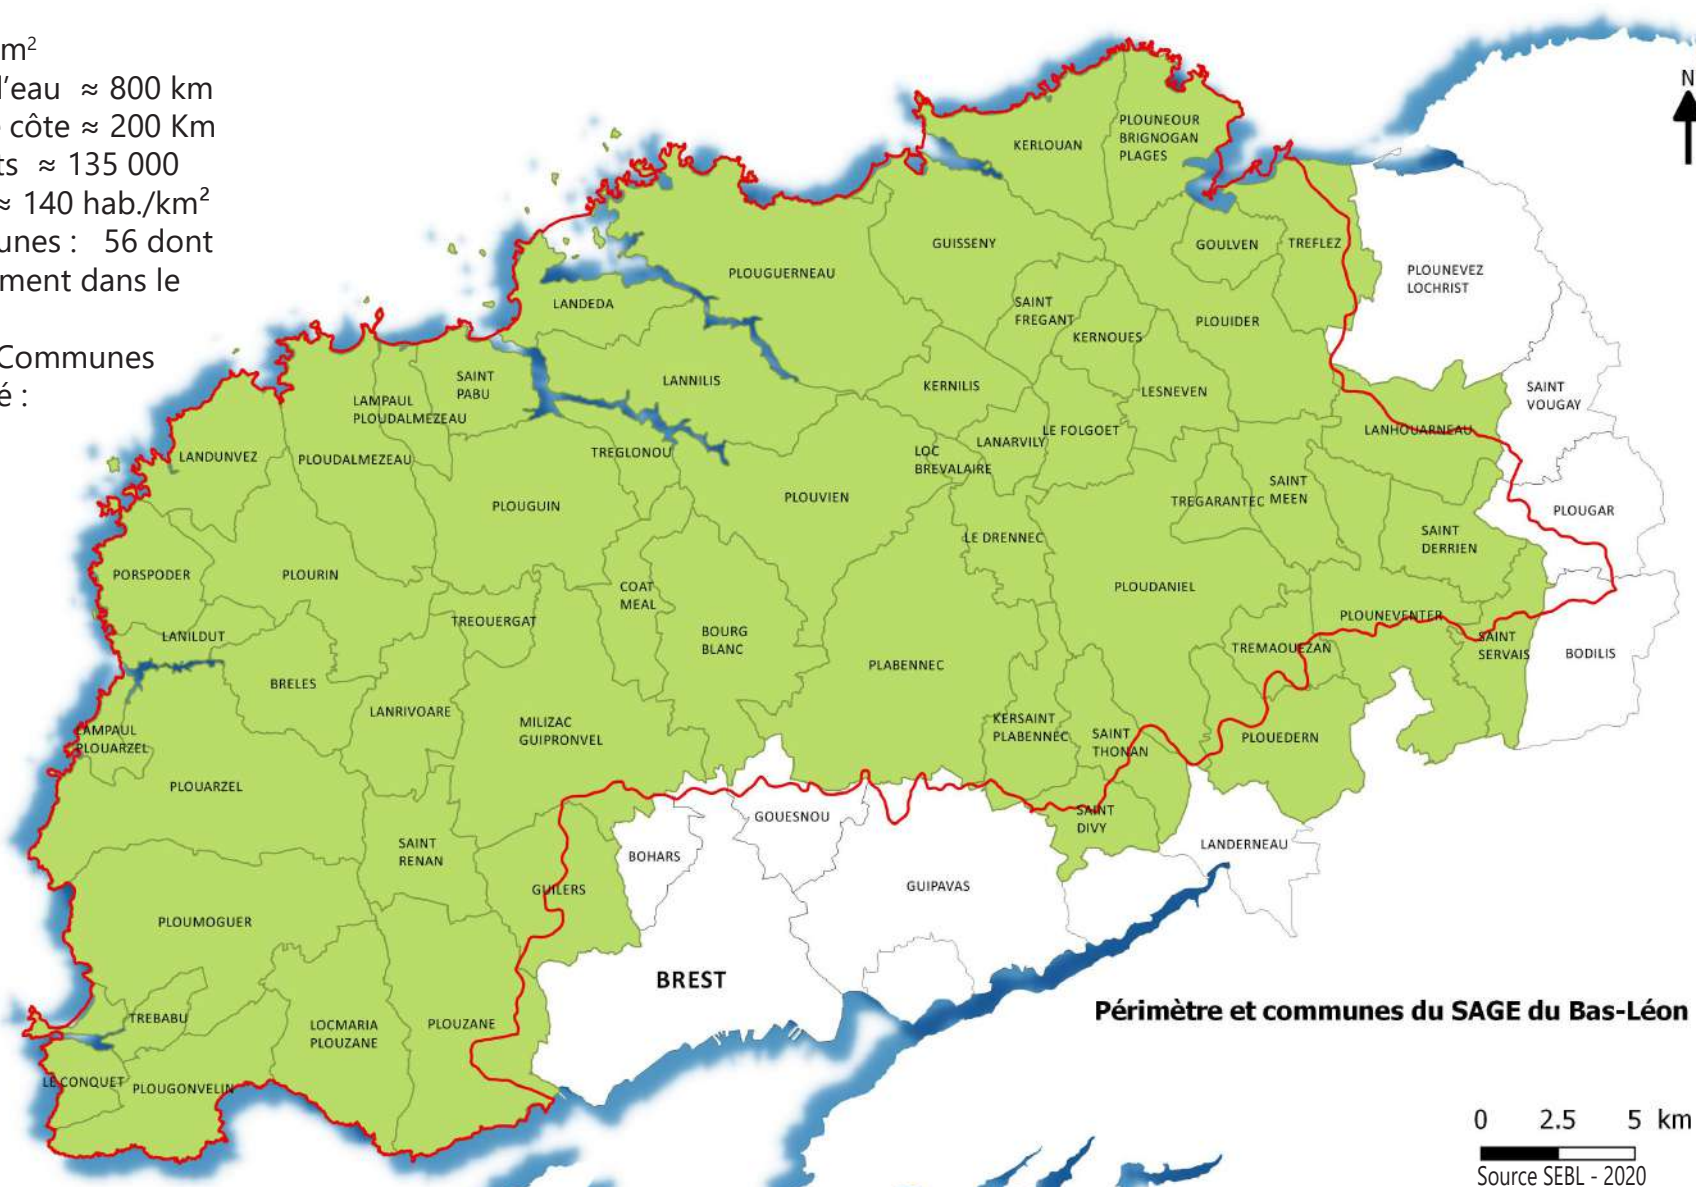 m²
l'eau ≈ 800 km
côte ≈ 200 Km
ts ≈ 135 000
≈ 140 hab./km²
unes : 56 dont
ment dans le
Communes
é :
N
KERLOUAN
PLOUNEOUR
BRIGNOGAN
PLAGES
GUISSENY
GOULVEN
TREFLEZ
PLOUNEVEZ
LOCHRIST
PLOUGUERNEAU
LANDEDA
SAINT
FREGANT
PLOUIDER
KERNOUES
LANNILIS
KERNILIS
LESNEVEN
SAINT
VOUGAY
SAINT
PABU
LAMPAUL
PLOUDALMEZEAU
LANARVILY
LE FOLGOET
LANHOUARNEAU
LANDUNVEZ
PLOUDALMEZEAU
TREGLONOU
LOC
BREVALAIRE
PLOUGUIN
PLOUVIEN
TREGARANTEC
SAINT
MEEN
PLOUGAR
LE DRENNEC
SAINT
DERRIEN
PORSPODER
PLOURIN
COAT
MEAL
PLOUDANIEL
TREOUERGAT
PLOUNEVENTER
LANILDUT
BOURG
BLANC
PLABENNEC
TREMAOUEZAN
SAINT
SERVAIS
BODILIS
BRELES
LANRIVOARE
MILIZAC
GUIPRONVEL
LAMPAUL
PLOUARZEL
KERSAINT
PLABENNEC
SAINT
THONAN
PLOUEDERN
PLOUARZEL
GOUESNOU
SAINT
DIVY
SAINT
RENAN
BOHARS
LANDERNEAU
GUILERS
GUIPAVAS
PLOUMOGUER
BREST
TREBABU
LOCMARIA
PLOUZANE
PLOUZANE
LE CONQUET
PLOUGONVELIN
Périmètre et communes du SAGE du Bas-Léon
0 2.5 5 km
Source SEBL - 2020